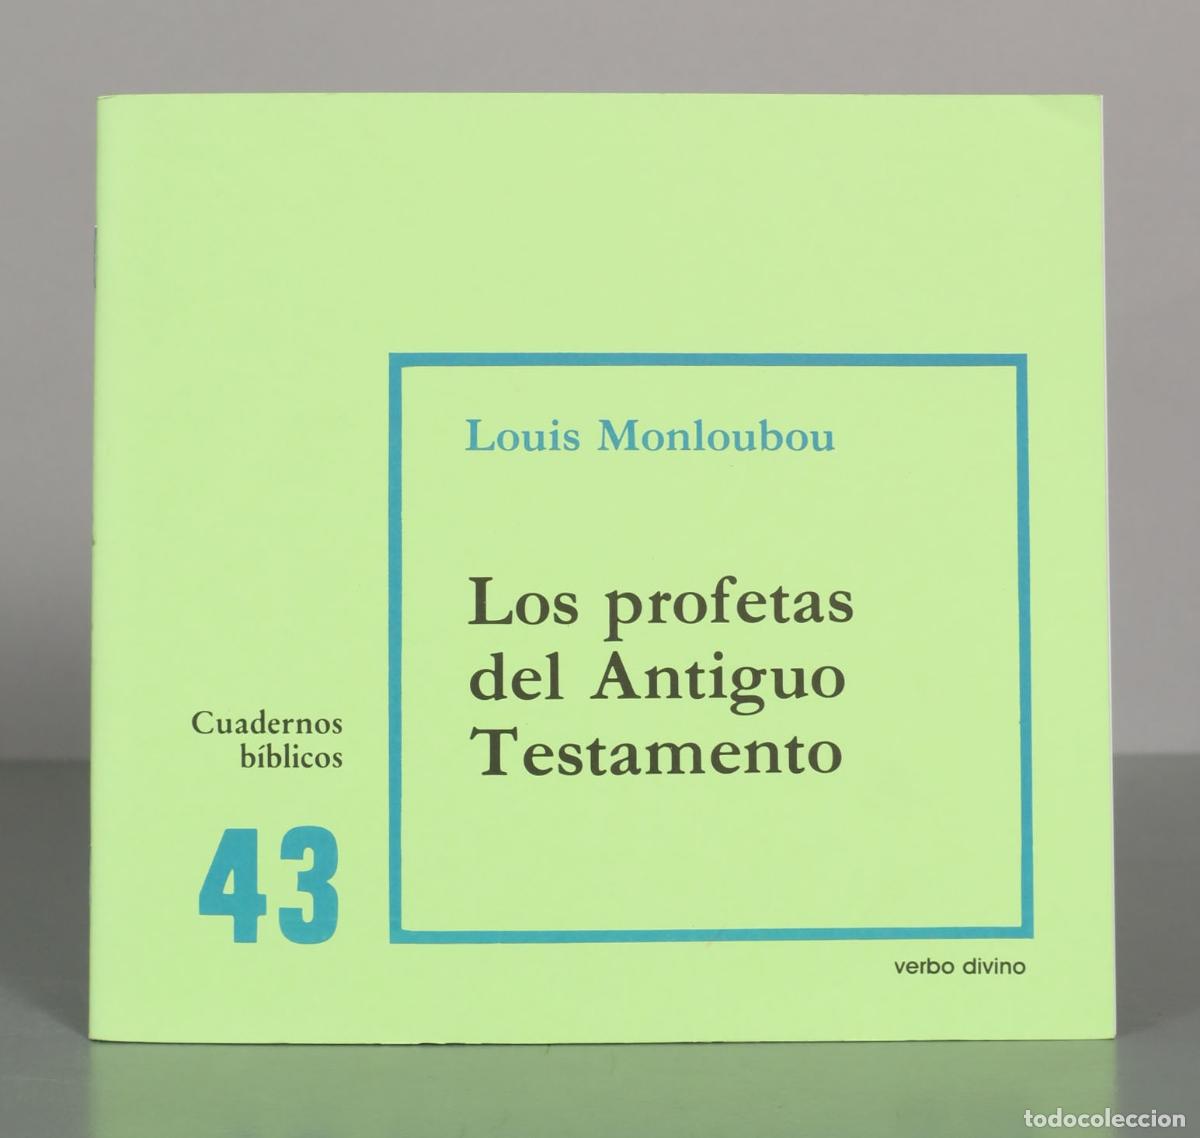 Louis Monloubou
Los profetas
del Antiguo
Testamento
Cuadernos
bíblicos
43
verbo divino
todocoleccion